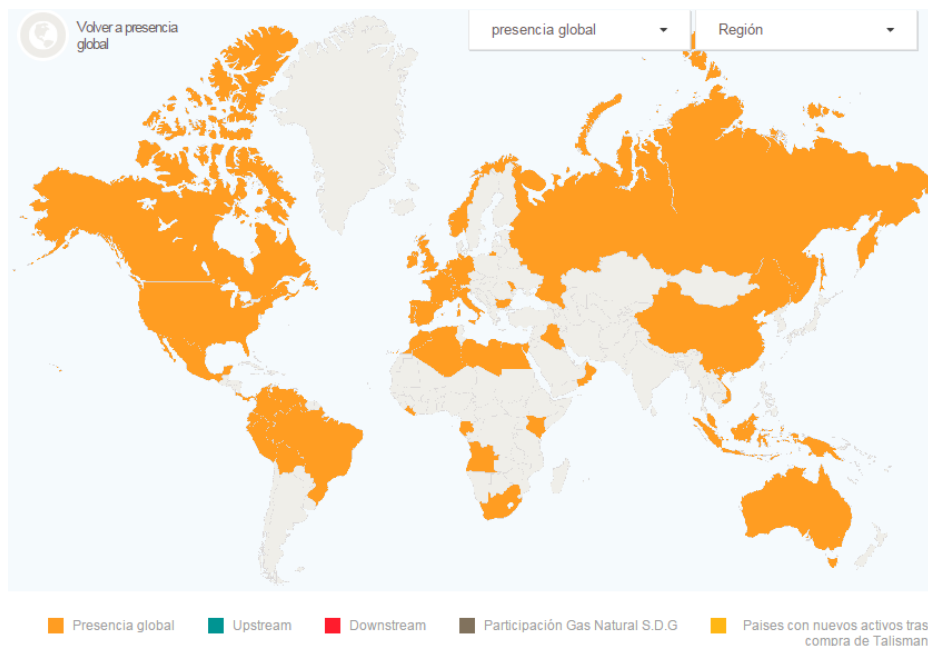 Volver a presencia
global
presencia global
Región
Presencia global
Upstream
Downstream
Participación Gas Natural S.D.G
Paises con nuevos activos tras
compra de Talisman